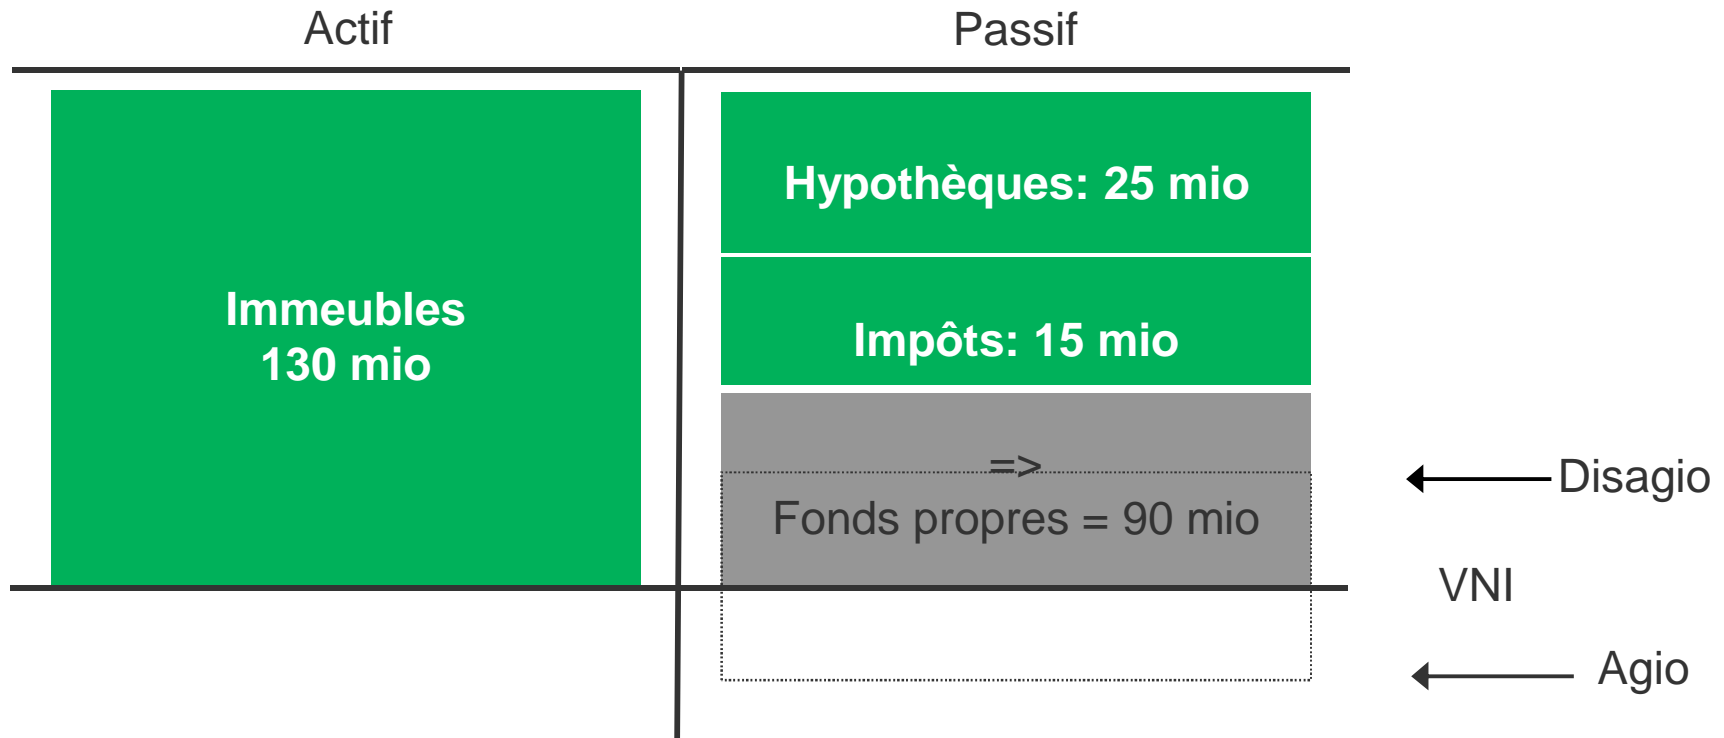 Actif
Passif
Immeubles
130 mio
Hypothèques: 25 mio
Impôts: 15 mio
=>
Fonds propres = 90 mio
Disagio
VNI
Agio